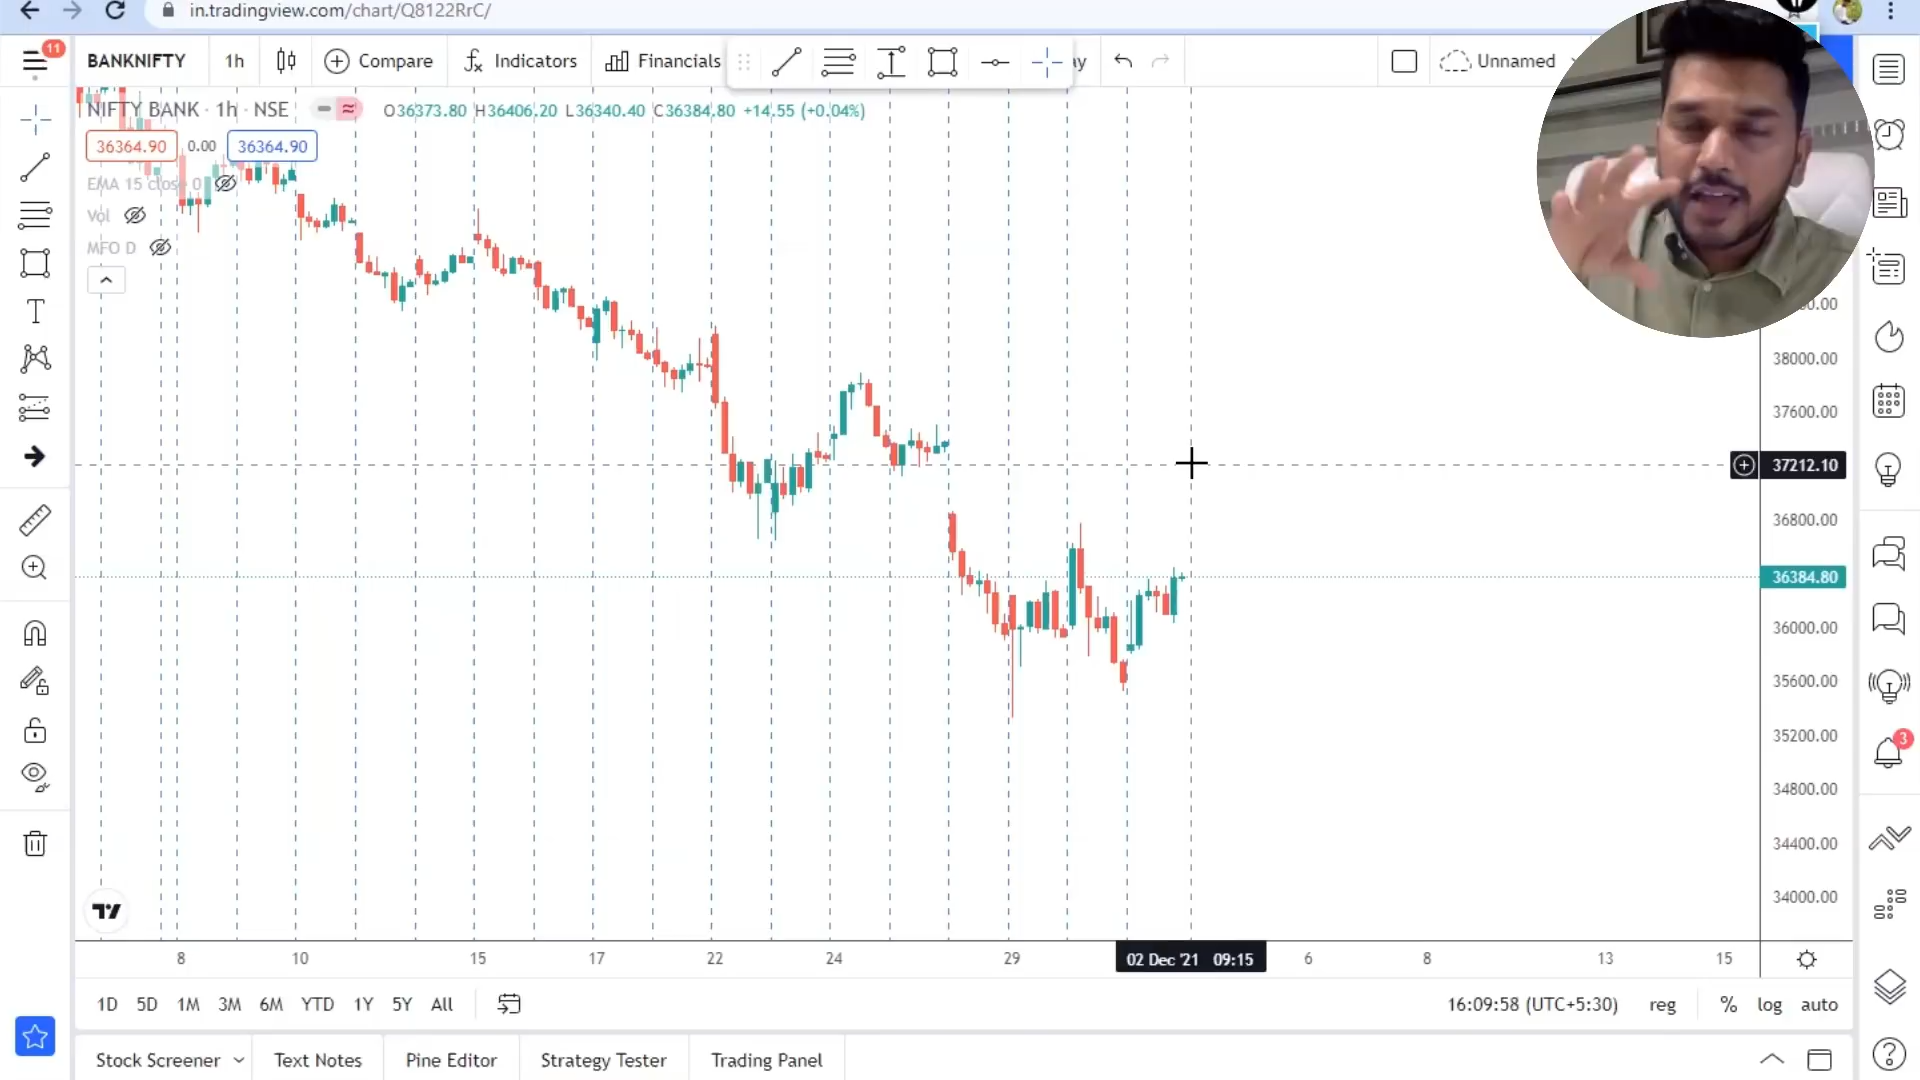 in.tradingview.com/chart/Q8122RrC/
11
BANKNIFTY 1h Compare Indicators Financials Unnamed
NIFTY BANK · 1h · NSE O36373.80 H36406.20 L36340.40 C36384.80 +14.55 (+0.04%)
36364.90 0.00 36364.90
EMA 15 close 0
Vol
MFO D
38000.00
37600.00
37212.10
36800.00
36384.80
36000.00
35600.00
35200.00
3
34800.00
34400.00
34000.00
8 10 15 17 22 24 29 02 Dec '21 09:15 6 8 13 15
1D 5D 1M 3M 6M YTD 1Y 5Y All 16:09:58 (UTC+5:30) reg % log auto
Stock Screener Text Notes Pine Editor Strategy Tester Trading Panel